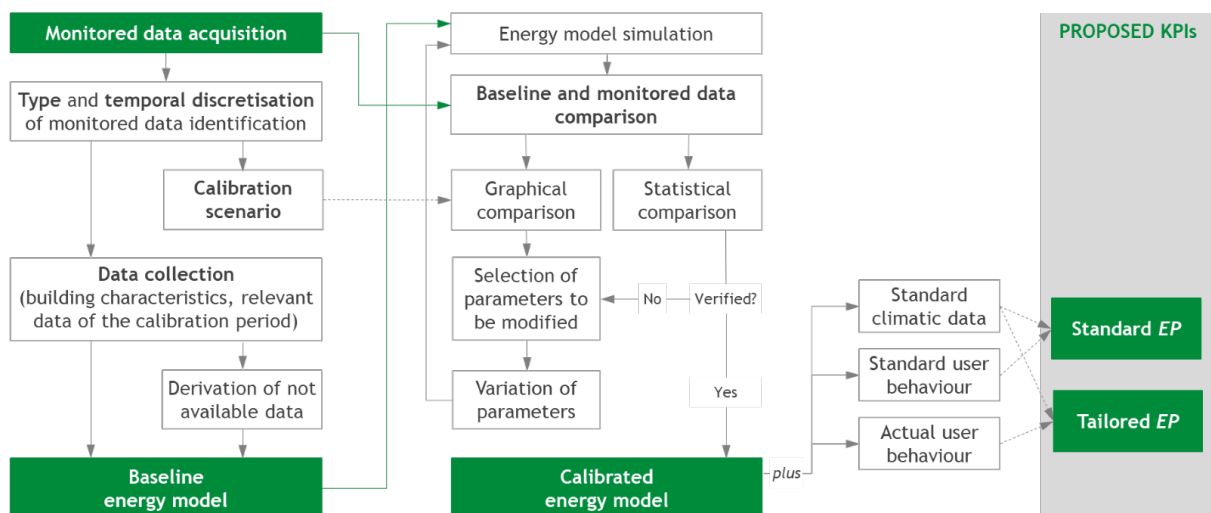 Monitored data acquisition
Type and temporal discretisation
of monitored data identification
Calibration
scenario
Data collection
(building characteristics, relevant
data of the calibration period)
Derivation of not
available data
Baseline
energy model
Energy model simulation
Baseline and monitored data
comparison
Graphical
comparison
Statistical
comparison
Selection of
parameters to
be modified
No
Verified?
Variation of
parameters
Yes
Calibrated
energy model
plus
Standard
climatic data
Standard user
behaviour
Actual user
behaviour
PROPOSED KPIs
Standard EP
Tailored EP